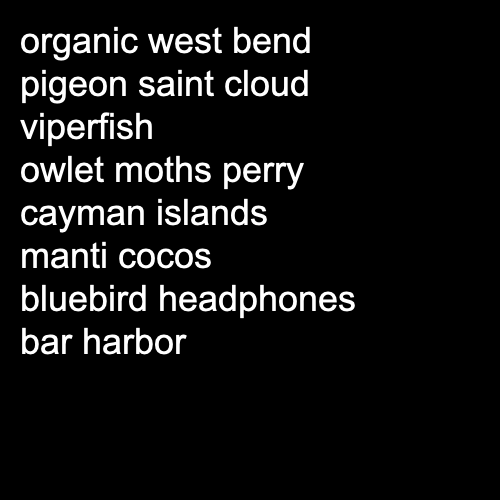 organic west bend
pigeon saint cloud
viperfish
owlet moths perry
cayman islands
manti cocos
bluebird headphones
bar harbor